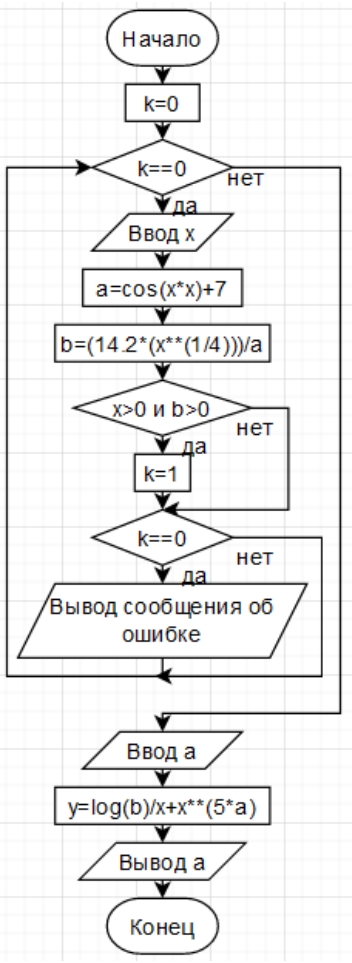 Начало
k=0
k==0
нет
да
Ввод x
a=cos(x*x)+7
b=(14.2*(x**(1/4)))/a
x>0 и b>0
нет
да
k=1
k==0
нет
да
Вывод сообщения об
ошибке
Ввод a
y=log(b)/x+x**(5*a)
Вывод a
Конец